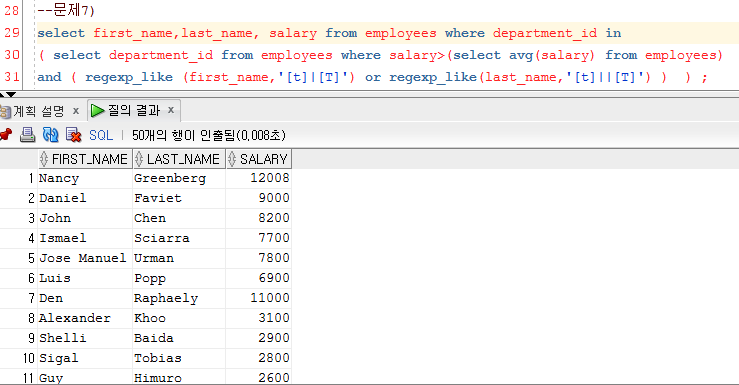 28 --문제7)
29 select first_name,last_name, salary from employees where department_id in
30 ( select department_id from employees where salary>(select avg(salary) from employees)
31 and ( regexp_like (first_name,'[t]|[T]') or regexp_like(last_name,'[t]||[T]') ) ) ;
계획 설명 x 질의 결과 x
SQL | 50개의 행이 인출됨(0,008초)
FIRST_NAME LAST_NAME SALARY
1 Nancy Greenberg 12008
2 Daniel Faviet 9000
3 John Chen 8200
4 Ismael Sciarra 7700
5 Jose Manuel Urman 7800
6 Luis Popp 6900
7 Den Raphaely 11000
8 Alexander Khoo 3100
9 Shelli Baida 2900
10 Sigal Tobias 2800
11 Guy Himuro 2600